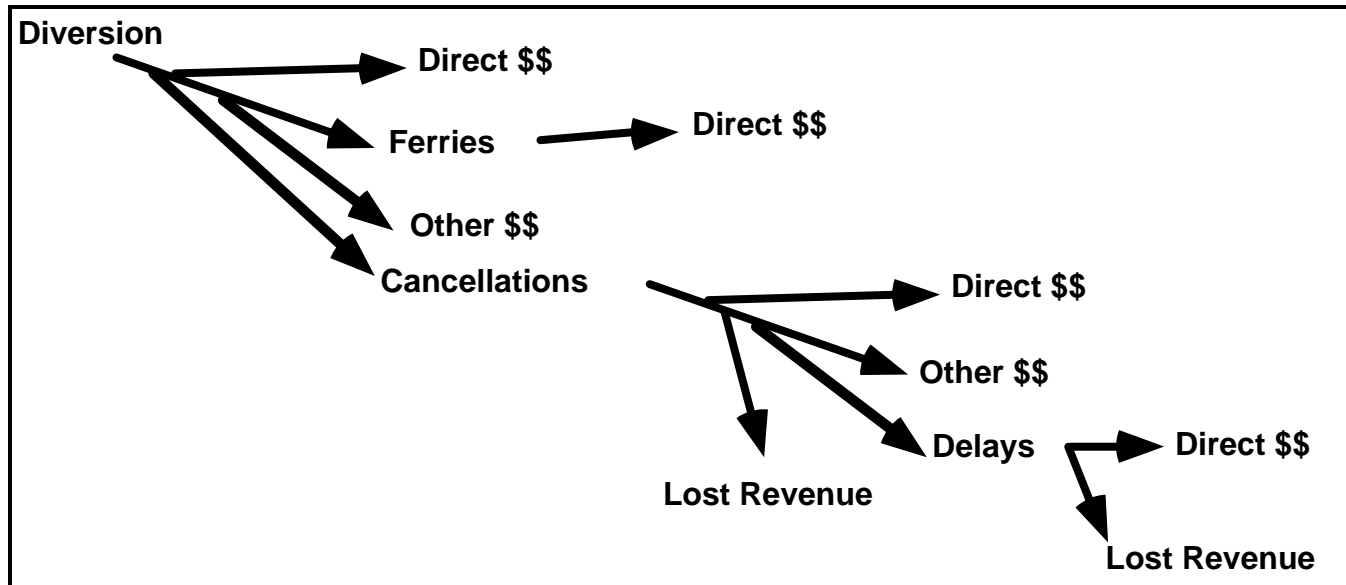 Diversion
Direct $$
Ferries
Direct $$
Other $$
Cancellations
Direct $$
Other $$
Delays
Direct $$
Lost Revenue
Lost Revenue